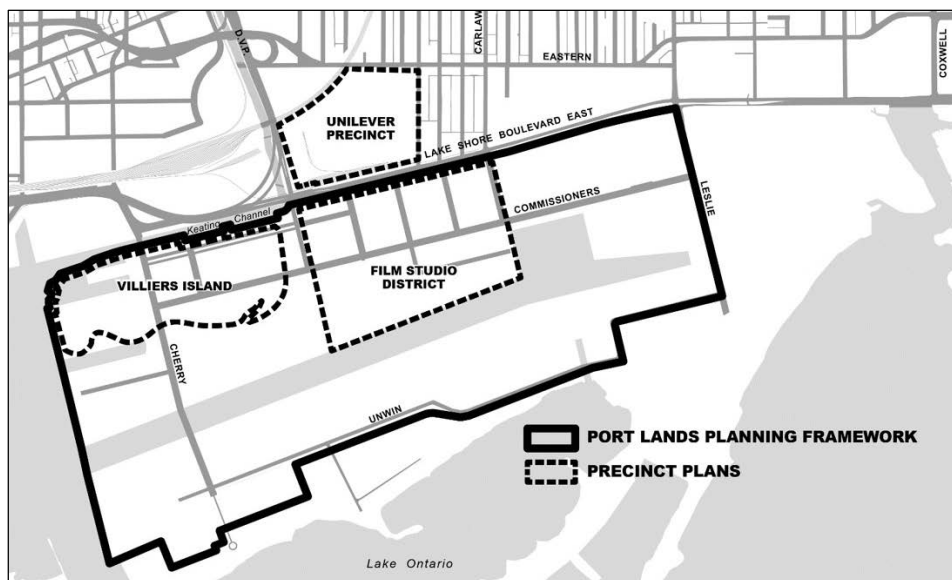 D.V.P.
CARLAW
EASTERN
COXWELL
UNILEVER
PRECINCT
LAKE SHORE BOULEVARD EAST
Keating Channel
COMMISSIONERS
LESLIE
VILLIERS ISLAND
FILM STUDIO
DISTRICT
CHERRY
UNWIN
PORT LANDS PLANNING FRAMEWORK
PRECINCT PLANS
Lake Ontario